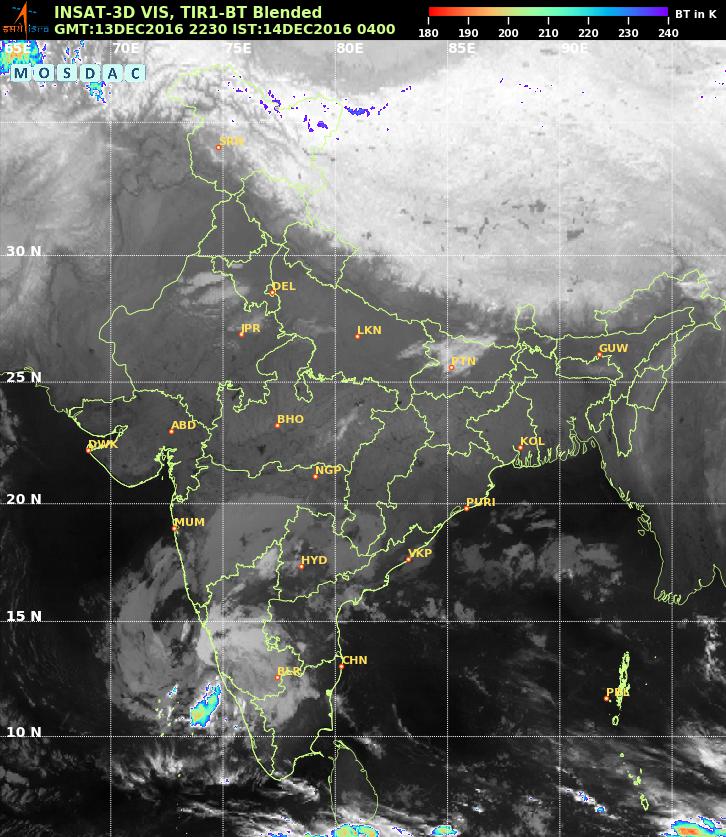 INSAT-3D VIS, TIR1-BT Blended
GMT:13DEC2016 2230 IST:14DEC2016 0400
BT in K
180 190 200 210 220 230 240
65E 70E 75E 80E 85E 90E
MOSDAC
SRN
30 N
DEL
JPR LKN
GUW
PTN
25 N
ABD BHO
DWK KOL
NGP
20 N
PURI
MUM
VKP
HYD
15 N
CHN
BLR
PBL
10 N